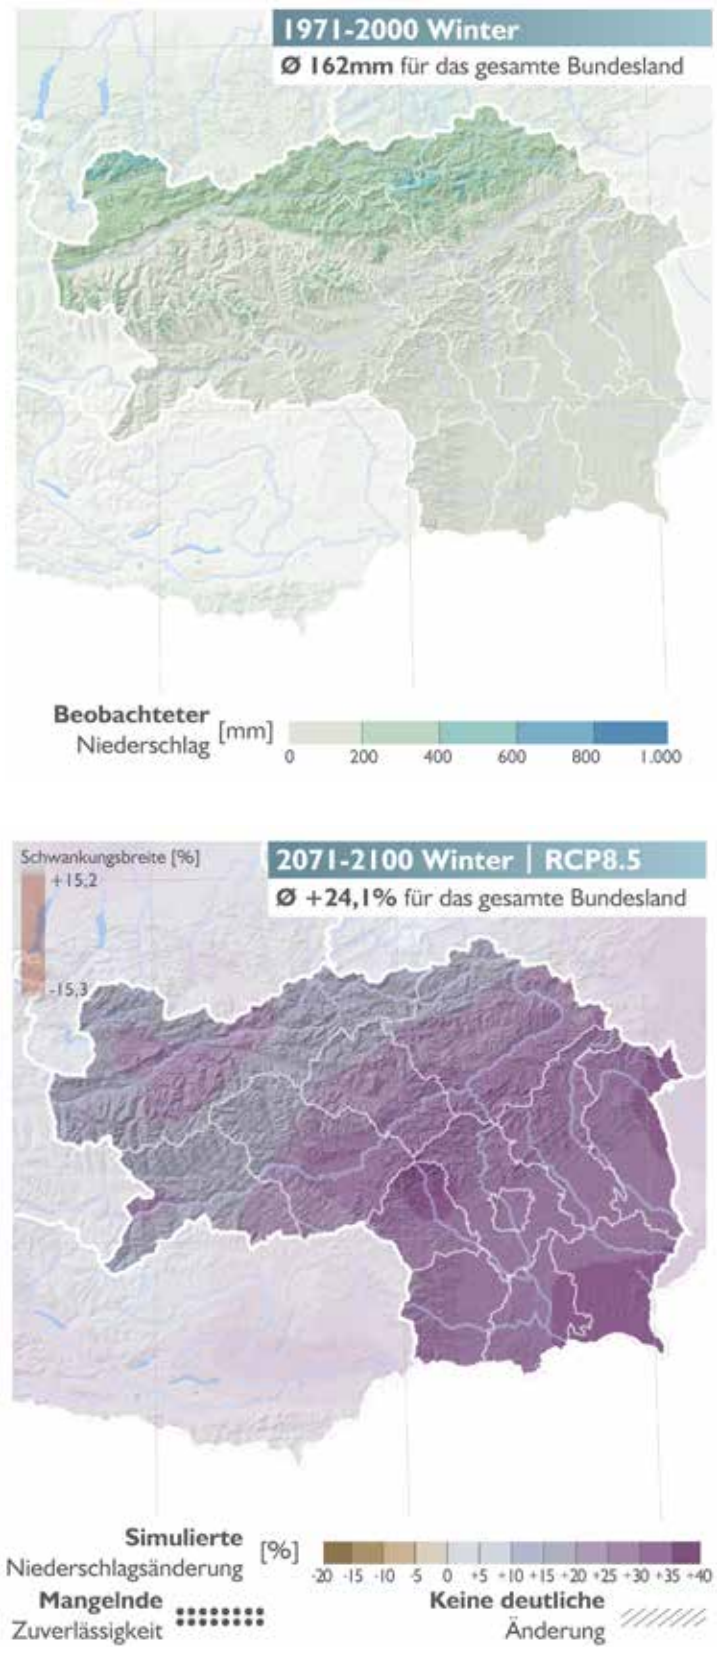 1971-2000 Winter
Ø 162mm für das gesamte Bundesland
Beobachteter
Niederschlag [mm]
0 200 400 600 800 1.000
Schwankungsbreite [%]
+15,2
-15,3
2071-2100 Winter | RCP8.5
Ø +24,1% für das gesamte Bundesland
Simulierte
Niederschlagsänderung [%]
-20 -15 -10 -5 0 +5 +10 +15 +20 +25 +30 +35 +40
Mangelnde
Zuverlässigkeit
Keine deutliche
Änderung